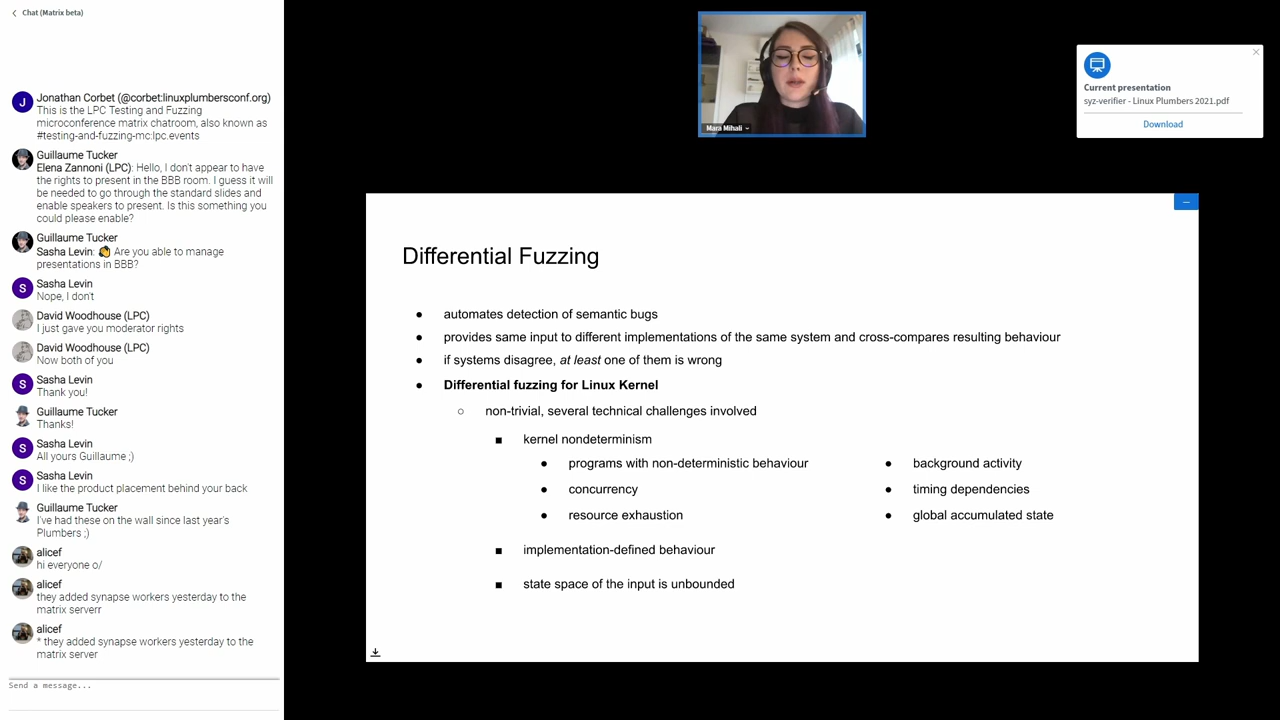 Chat (Matrix beta)
J
Jonathan Corbet (@corbet:linuxplumbersconf.org)
This is the LPC Testing and Fuzzing
microconference matrix chatroom, also known as
#testing-and-fuzzing-mc:lpc.events
Guillaume Tucker
Elena Zannoni (LPC): Hello, I don't appear to have
the rights to present in the BBB room. I guess it will
be needed to go through the standard slides and
enable speakers to present. Is this something you
could please enable?
Guillaume Tucker
Sasha Levin: 👏 Are you able to manage
presentations in BBB?
S
Sasha Levin
Nope, I don't
David Woodhouse (LPC)
I just gave you moderator rights
David Woodhouse (LPC)
Now both of you
S
Sasha Levin
Thank you!
Guillaume Tucker
Thanks!
S
Sasha Levin
All yours Guillaume ;)
S
Sasha Levin
I like the product placement behind your back
Guillaume Tucker
I've had these on the wall since last year's
Plumbers ;)
alicef
hi everyone o/
alicef
they added synapse workers yesterday to the
matrix serverr
alicef
* they added synapse workers yesterday to the
matrix server
Send a message...
Mara Mihali
Current presentation
syz-verifier - Linux Plumbers 2021.pdf
Download
Differential Fuzzing
● automates detection of semantic bugs
● provides same input to different implementations of the same system and cross-compares resulting behaviour
● if systems disagree, at least one of them is wrong
● Differential fuzzing for Linux Kernel
○ non-trivial, several technical challenges involved
■ kernel nondeterminism
● programs with non-deterministic behaviour
● concurrency
● resource exhaustion
● background activity
● timing dependencies
● global accumulated state
■ implementation-defined behaviour
■ state space of the input is unbounded